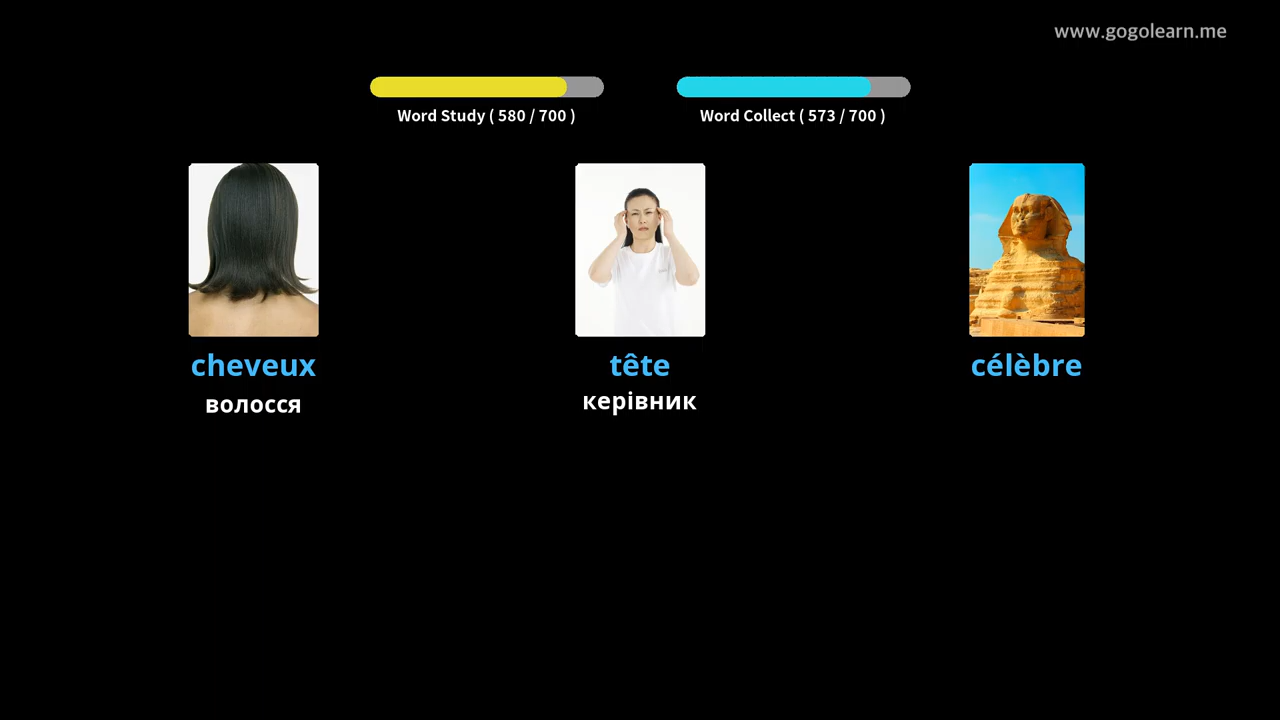 www.gogolearn.me
Word Study ( 580 / 700 )
Word Collect ( 573 / 700 )
cheveux
tête
célèbre
волосся
керівник